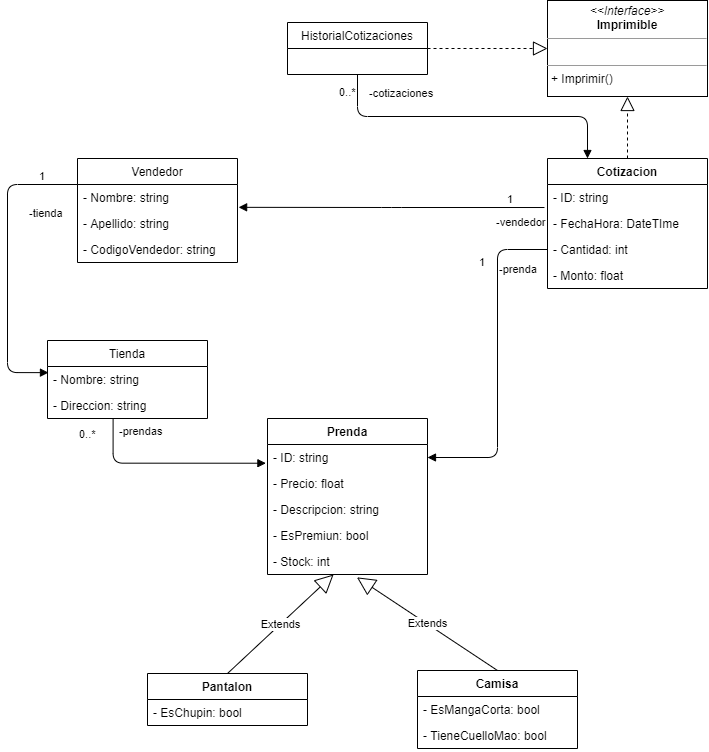 <<Interface>>
Imprimible
+ Imprimir()
HistorialCotizaciones
0..*
-cotizaciones
Cotizacion
- ID: string
- FechaHora: DateTIme
- Cantidad: int
- Monto: float
1
-vendedor
1
-prenda
Vendedor
- Nombre: string
- Apellido: string
- CodigoVendedor: string
1
-tienda
Tienda
- Nombre: string
- Direccion: string
0..*
-prendas
Prenda
- ID: string
- Precio: float
- Descripcion: string
- EsPremiun: bool
- Stock: int
Extends
Extends
Pantalon
- EsChupin: bool
Camisa
- EsMangaCorta: bool
- TieneCuelloMao: bool